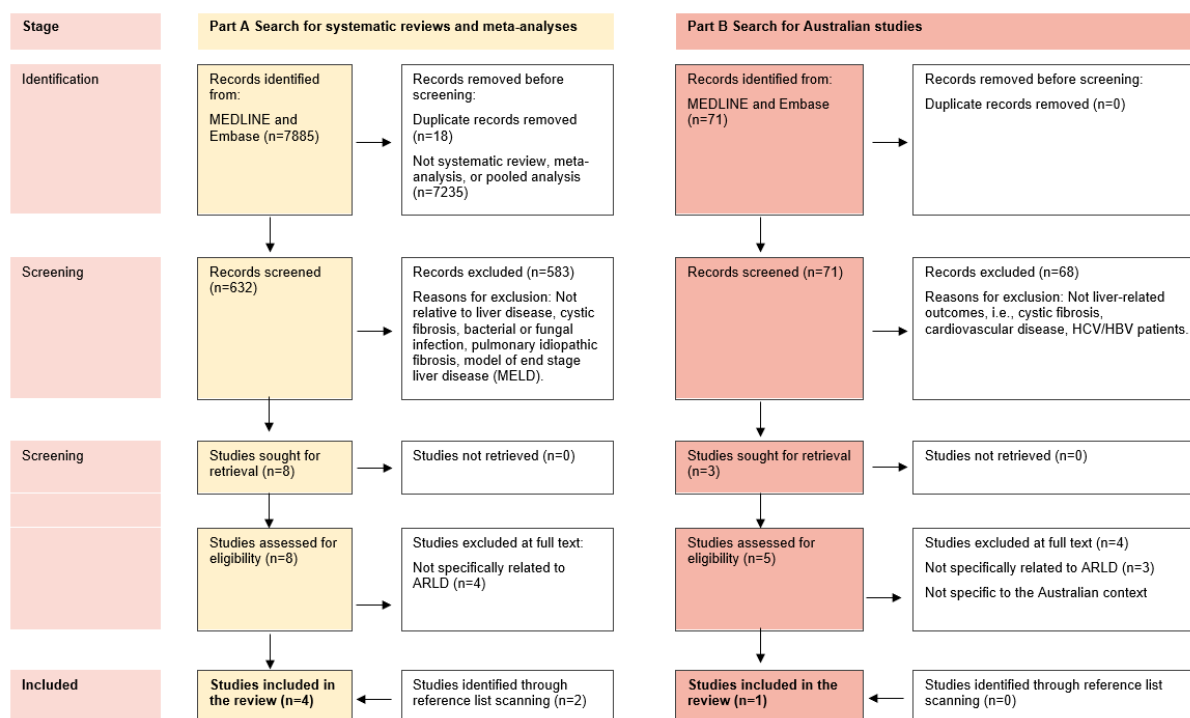 Stage
Part A Search for systematic reviews and meta-analyses
Part B Search for Australian studies
Identification
Records identified
from:
MEDLINE and
Embase (n=7885)
Records removed before
screening:
Duplicate records removed
(n=18)
Not systematic review, meta-
analysis, or pooled analysis
(n=7235)
Records identified from:
MEDLINE and Embase
(n=71)
Records removed before screening:
Duplicate records removed (n=0)
Screening
Records screened
(n=632)
Records excluded (n=583)
Reasons for exclusion: Not
relative to liver disease, cystic
fibrosis, bacterial or fungal
infection, pulmonary idiopathic
fibrosis, model of end stage
liver disease (MELD).
Records screened (n=71)
Records excluded (n=68)
Reasons for exclusion: Not liver-related
outcomes, i.e., cystic fibrosis,
cardiovascular disease, HCV/HBV patients.
Screening
Studies sought for
retrieval (n=8)
Studies not retrieved (n=0)
Studies sought for retrieval
(n=3)
Studies not retrieved (n=0)
Studies assessed for
eligibility (n=8)
Studies excluded at full text:
Not specifically related to
ARLD (n=4)
Studies assessed for
eligibility (n=5)
Studies excluded at full text (n=4)
Not specifically related to ARLD (n=3)
Not specific to the Australian context
Included
Studies included in
the review (n=4)
Studies identified through
reference list scanning (n=2)
Studies included in the
review (n=1)
Studies identified through reference list
scanning (n=0)